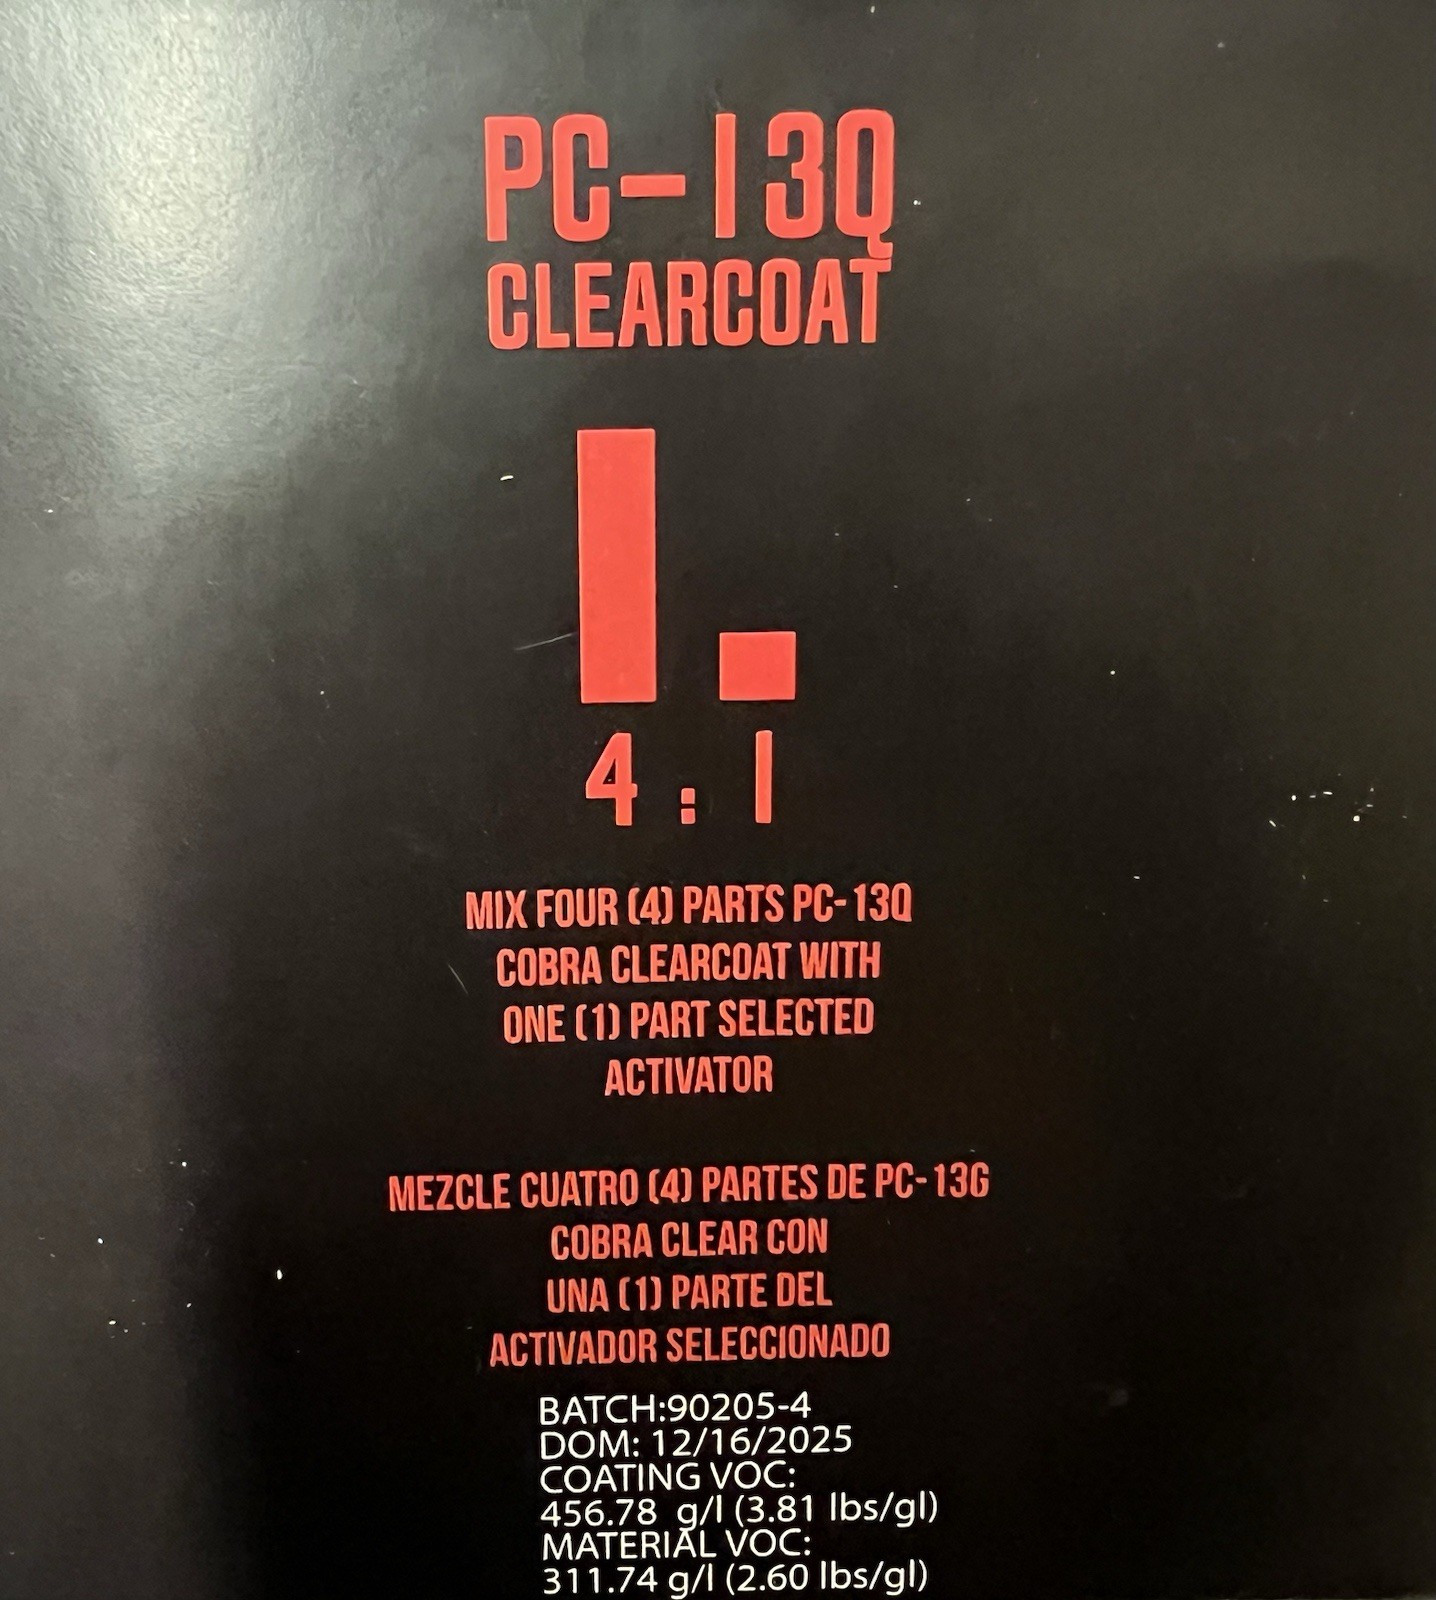 PC-13Q
CLEARCOAT
4 : 1
MIX FOUR (4) PARTS PC-13Q
COBRA CLEARCOAT WITH
ONE (1) PART SELECTED
ACTIVATOR
MEZCLE CUATRO (4) PARTES DE PC-13G
COBRA CLEAR CON
UNA (1) PARTE DEL
ACTIVADOR SELECCIONADO
BATCH:90205-4
DOM: 12/16/2025
COATING VOC:
456.78 g/l (3.81 lbs/gl)
MATERIAL VOC:
311.74 g/l (2.60 lbs/gl)